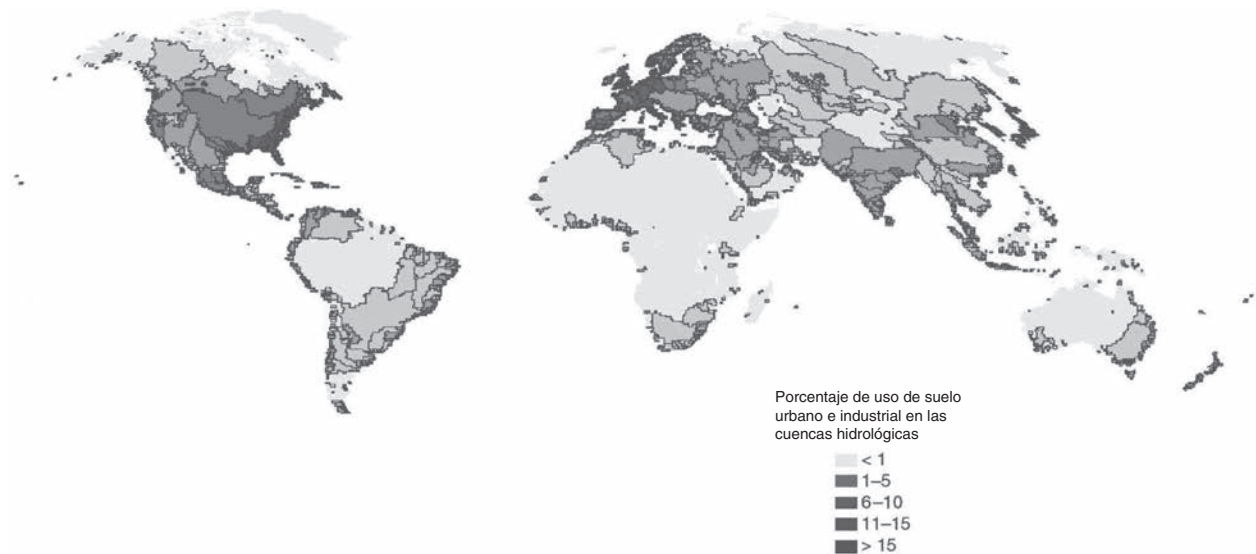 Porcentaje de uso de suelo
urbano e industrial en las
cuencas hidrológicas
< 1
1–5
6–10
11–15
> 15